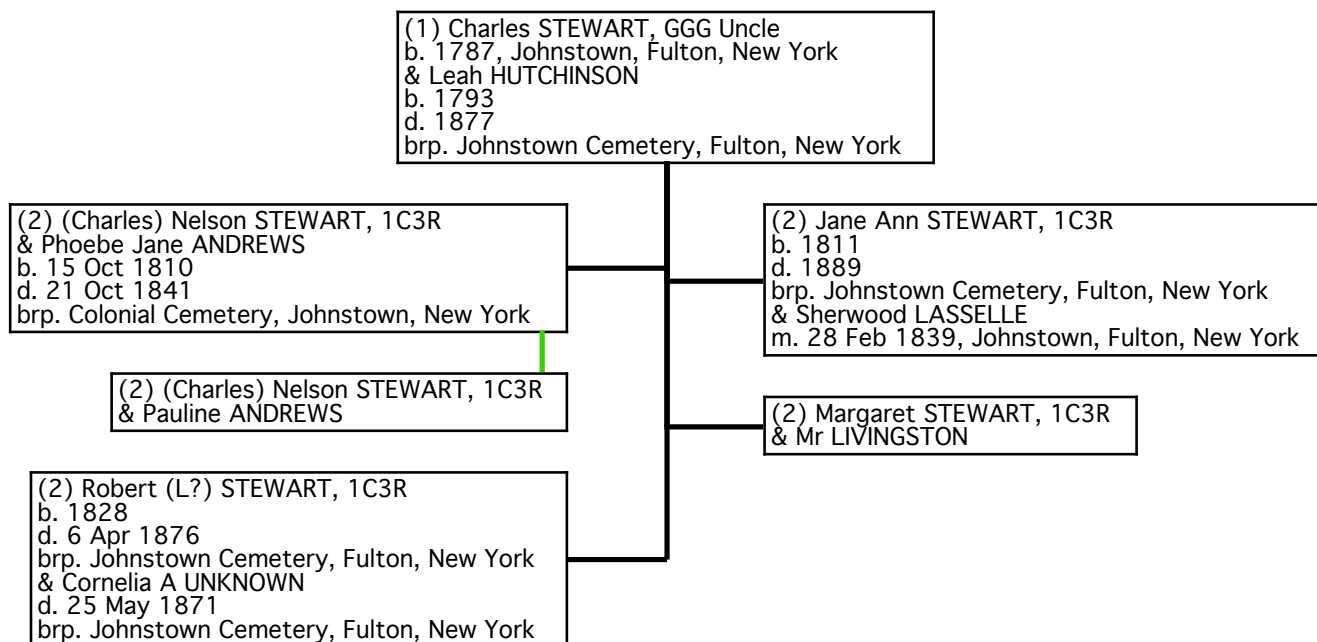 (1) Charles STEWART, GGG Uncle
b. 1787, Johnstown, Fulton, New York
& Leah HUTCHINSON
b. 1793
d. 1877
brp. Johnstown Cemetery, Fulton, New York
(2) (Charles) Nelson STEWART, 1C3R
& Phoebe Jane ANDREWS
b. 15 Oct 1810
d. 21 Oct 1841
brp. Colonial Cemetery, Johnstown, New York
(2) Jane Ann STEWART, 1C3R
b. 1811
d. 1889
brp. Johnstown Cemetery, Fulton, New York
& Sherwood LASSELLE
m. 28 Feb 1839, Johnstown, Fulton, New York
(2) (Charles) Nelson STEWART, 1C3R
& Pauline ANDREWS
(2) Margaret STEWART, 1C3R
& Mr LIVINGSTON
(2) Robert (L?) STEWART, 1C3R
b. 1828
d. 6 Apr 1876
brp. Johnstown Cemetery, Fulton, New York
& Cornelia A UNKNOWN
d. 25 May 1871
brp. Johnstown Cemetery, Fulton, New York